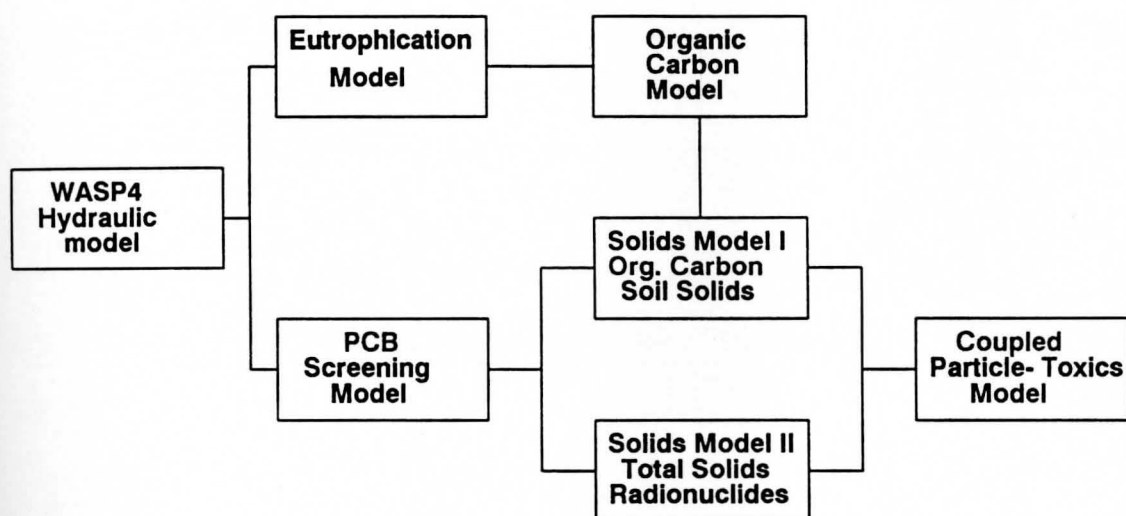 Eutrophication
Model
Organic
Carbon
Model
WASP4
Hydraulic
model
Solids Model I
Org. Carbon
Soil Solids
PCB
Screening
Model
Coupled
Particle- Toxics
Model
Solids Model II
Total Solids
Radionuclides